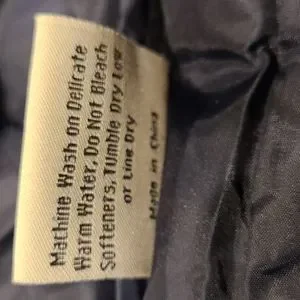 Machine Wash on Delicate
Warm Water, Do Not Bleach
Softeners, Tumble Dry Low
or Line Dry
Made in China